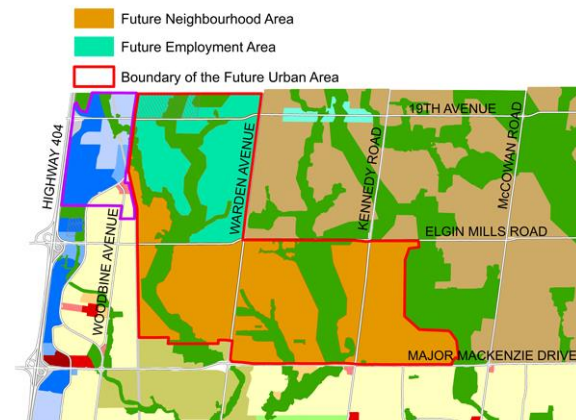 Future Neighbourhood Area
Future Employment Area
Boundary of the Future Urban Area
19TH AVENUE
HIGHWAY 404
WARDEN AVENUE
KENNEDY ROAD
McCOWAN ROAD
WOODBINE AVENUE
ELGIN MILLS ROAD
MAJOR MACKENZIE DRIVE